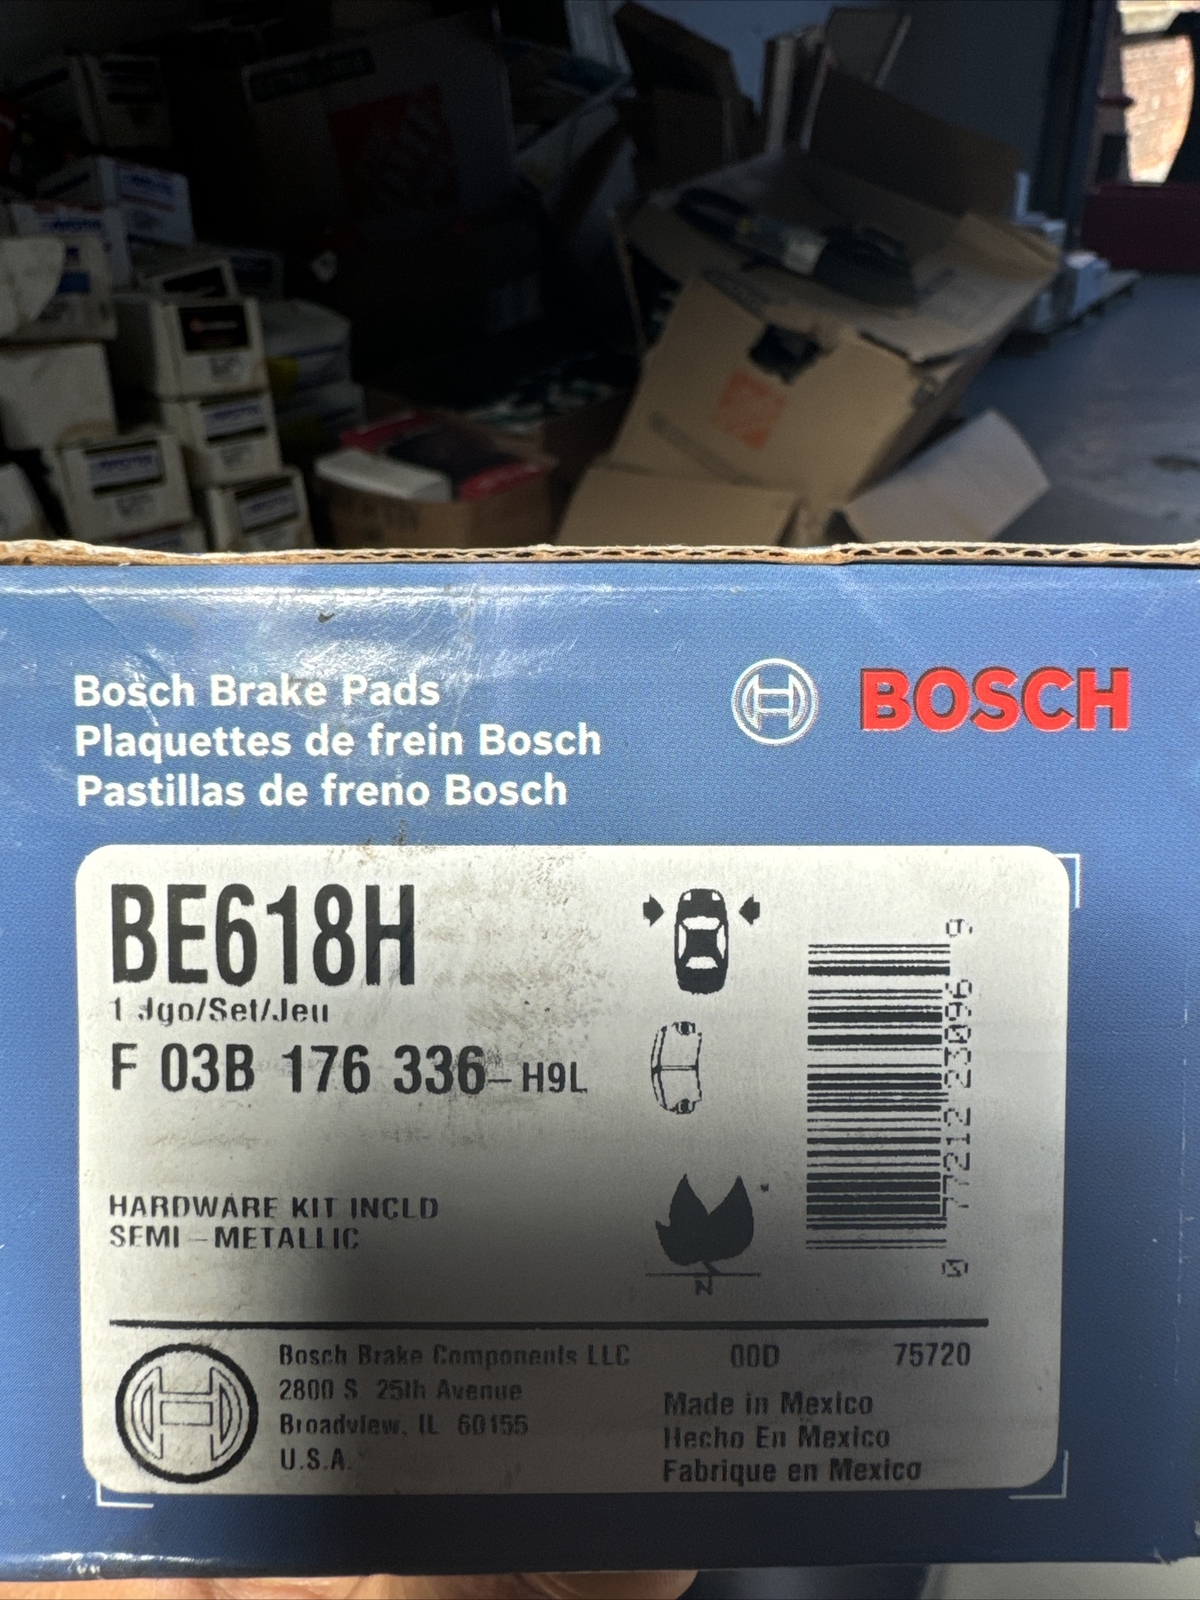 Bosch Brake Pads
Plaquettes de frein Bosch
Pastillas de freno Bosch
BOSCH
BE618H
1 Jgo/Set/Jeu
F 03B 176 336-H9L
HARDWARE KIT INCLD
SEMI-METALLIC
N
0 77212 23096 9
Bosch Brake Components LLC
2800 S. 25th Avenue
Broadview, IL 60155
U.S.A.
00D 75720
Made in Mexico
Hecho En Mexico
Fabrique en Mexico